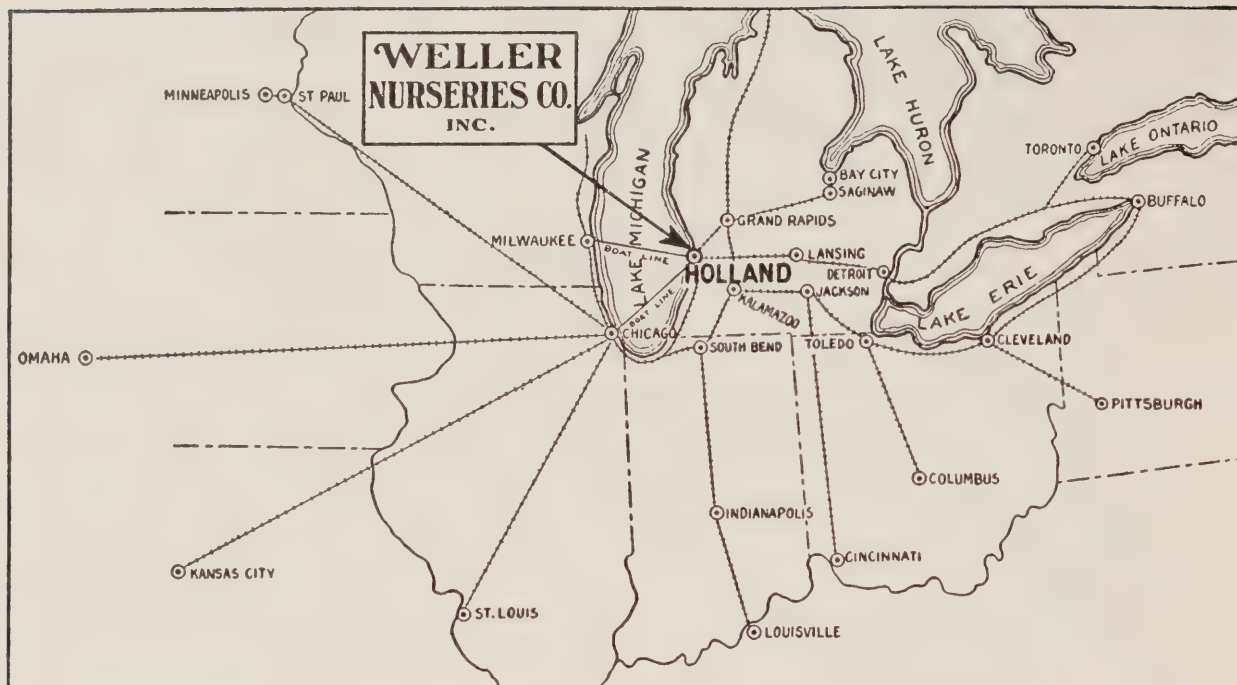 WELLER
NURSERIES CO.
INC.
MINNEAPOLIS
ST PAUL
LAKE MICHIGAN
LAKE HURON
TORONTO
LAKE ONTARIO
BAY CITY
SAGINAW
BUFFALO
GRAND RAPIDS
MILWAUKEE
BOAT LINE
LANSING
HOLLAND
DETROIT
LAKE ERIE
JACKSON
KALAMAZOO
BOAT LINE
CHICAGO
OMAHA
SOUTH BEND
TOLEDO
CLEVELAND
PITTSBURGH
COLUMBUS
INDIANAPOLIS
CINCINNATI
KANSAS CITY
ST. LOUIS
LOUISVILLE